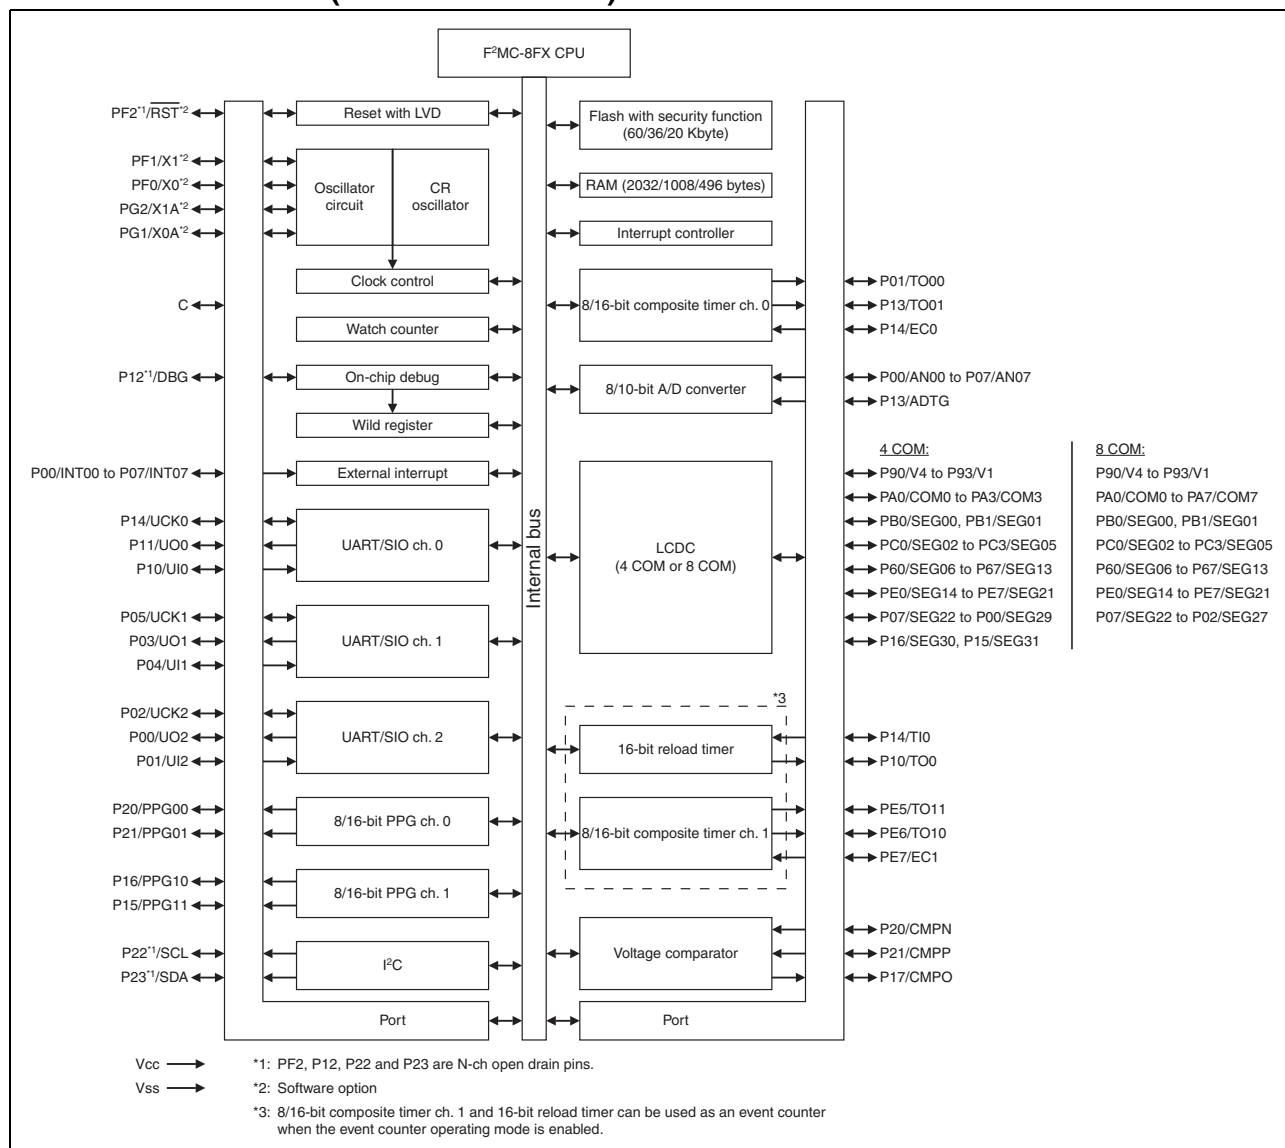 F²MC-8FX CPU
PF2*1/RST*2
Reset with LVD
Flash with security function
(60/36/20 Kbyte)
PF1/X1*2
PF0/X0*2
PG2/X1A*2
PG1/X0A*2
Oscillator
circuit
CR
oscillator
RAM (2032/1008/496 bytes)
Interrupt controller
Clock control
C
Watch counter
8/16-bit composite timer ch. 0
P01/TO00
P13/TO01
P14/EC0
P12*1/DBG
On-chip debug
Wild register
8/10-bit A/D converter
P00/AN00 to P07/AN07
P13/ADTG
P00/INT00 to P07/INT07
External interrupt
P14/UCK0
P11/UO0
P10/UI0
UART/SIO ch. 0
Internal bus
LCDC
(4 COM or 8 COM)
4 COM:
P90/V4 to P93/V1
PA0/COM0 to PA3/COM3
PB0/SEG00, PB1/SEG01
PC0/SEG02 to PC3/SEG05
P60/SEG06 to P67/SEG13
PE0/SEG14 to PE7/SEG21
P07/SEG22 to P00/SEG29
P16/SEG30, P15/SEG31
8 COM:
P90/V4 to P93/V1
PA0/COM0 to PA7/COM7
PB0/SEG00, PB1/SEG01
PC0/SEG02 to PC3/SEG05
P60/SEG06 to P67/SEG13
PE0/SEG14 to PE7/SEG21
P07/SEG22 to P02/SEG27
P05/UCK1
P03/UO1
P04/UI1
UART/SIO ch. 1
P02/UCK2
P00/UO2
P01/UI2
UART/SIO ch. 2
*3
16-bit reload timer
P14/TI0
P10/TO0
P20/PPG00
P21/PPG01
8/16-bit PPG ch. 0
8/16-bit composite timer ch. 1
PE5/TO11
PE6/TO10
PE7/EC1
P16/PPG10
P15/PPG11
8/16-bit PPG ch. 1
P22*1/SCL
P23*1/SDA
I²C
Voltage comparator
P20/CMPN
P21/CMPP
P17/CMPO
Port
Port
Vcc
Vss
*1: PF2, P12, P22 and P23 are N-ch open drain pins.
*2: Software option
*3: 8/16-bit composite timer ch. 1 and 16-bit reload timer can be used as an event counter
when the event counter operating mode is enabled.